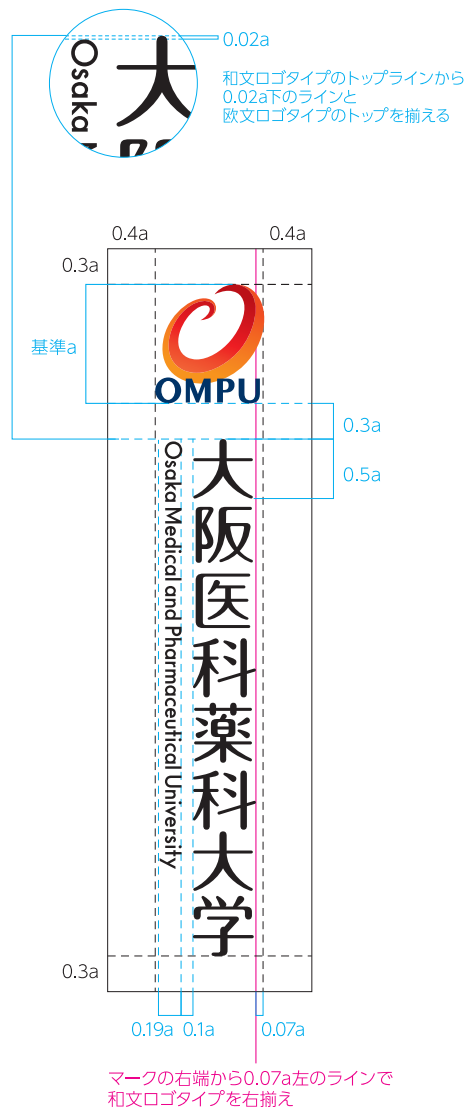 0.02a
和文ロゴタイプのトップラインから
0.02a下のラインと
欧文ロゴタイプのトップを揃える
Osaka
大
0.4a
0.4a
0.3a
基準a
OMPU
0.3a
0.5a
大阪医科薬科大学
Osaka Medical and Pharmaceutical University
0.3a
0.19a
0.1a
0.07a
マークの右端から0.07a左のラインで
和文ロゴタイプを右揃え